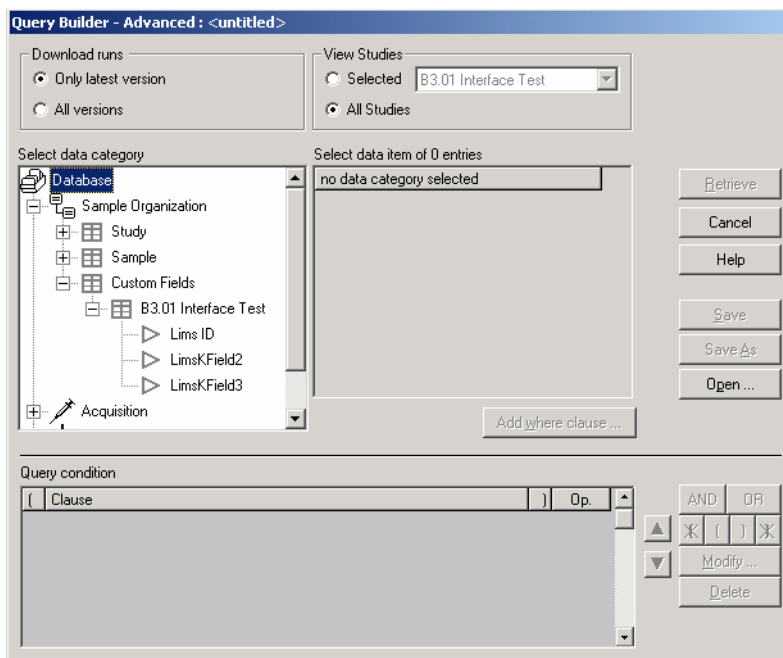 Query Builder - Advanced : <untitled>
Download runs
Only latest version
All versions
View Studies
Selected B3.01 Interface Test
All Studies
Select data category
Database
Sample Organization
Study
Sample
Custom Fields
B3.01 Interface Test
Lims ID
LimsKField2
LimsKField3
Acquisition
Select data item of 0 entries
no data category selected
Add where clause ...
Retrieve
Cancel
Help
Save
Save As
Open ...
Query condition
( Clause ) Op.
AND OR
( )
Modify ...
Delete